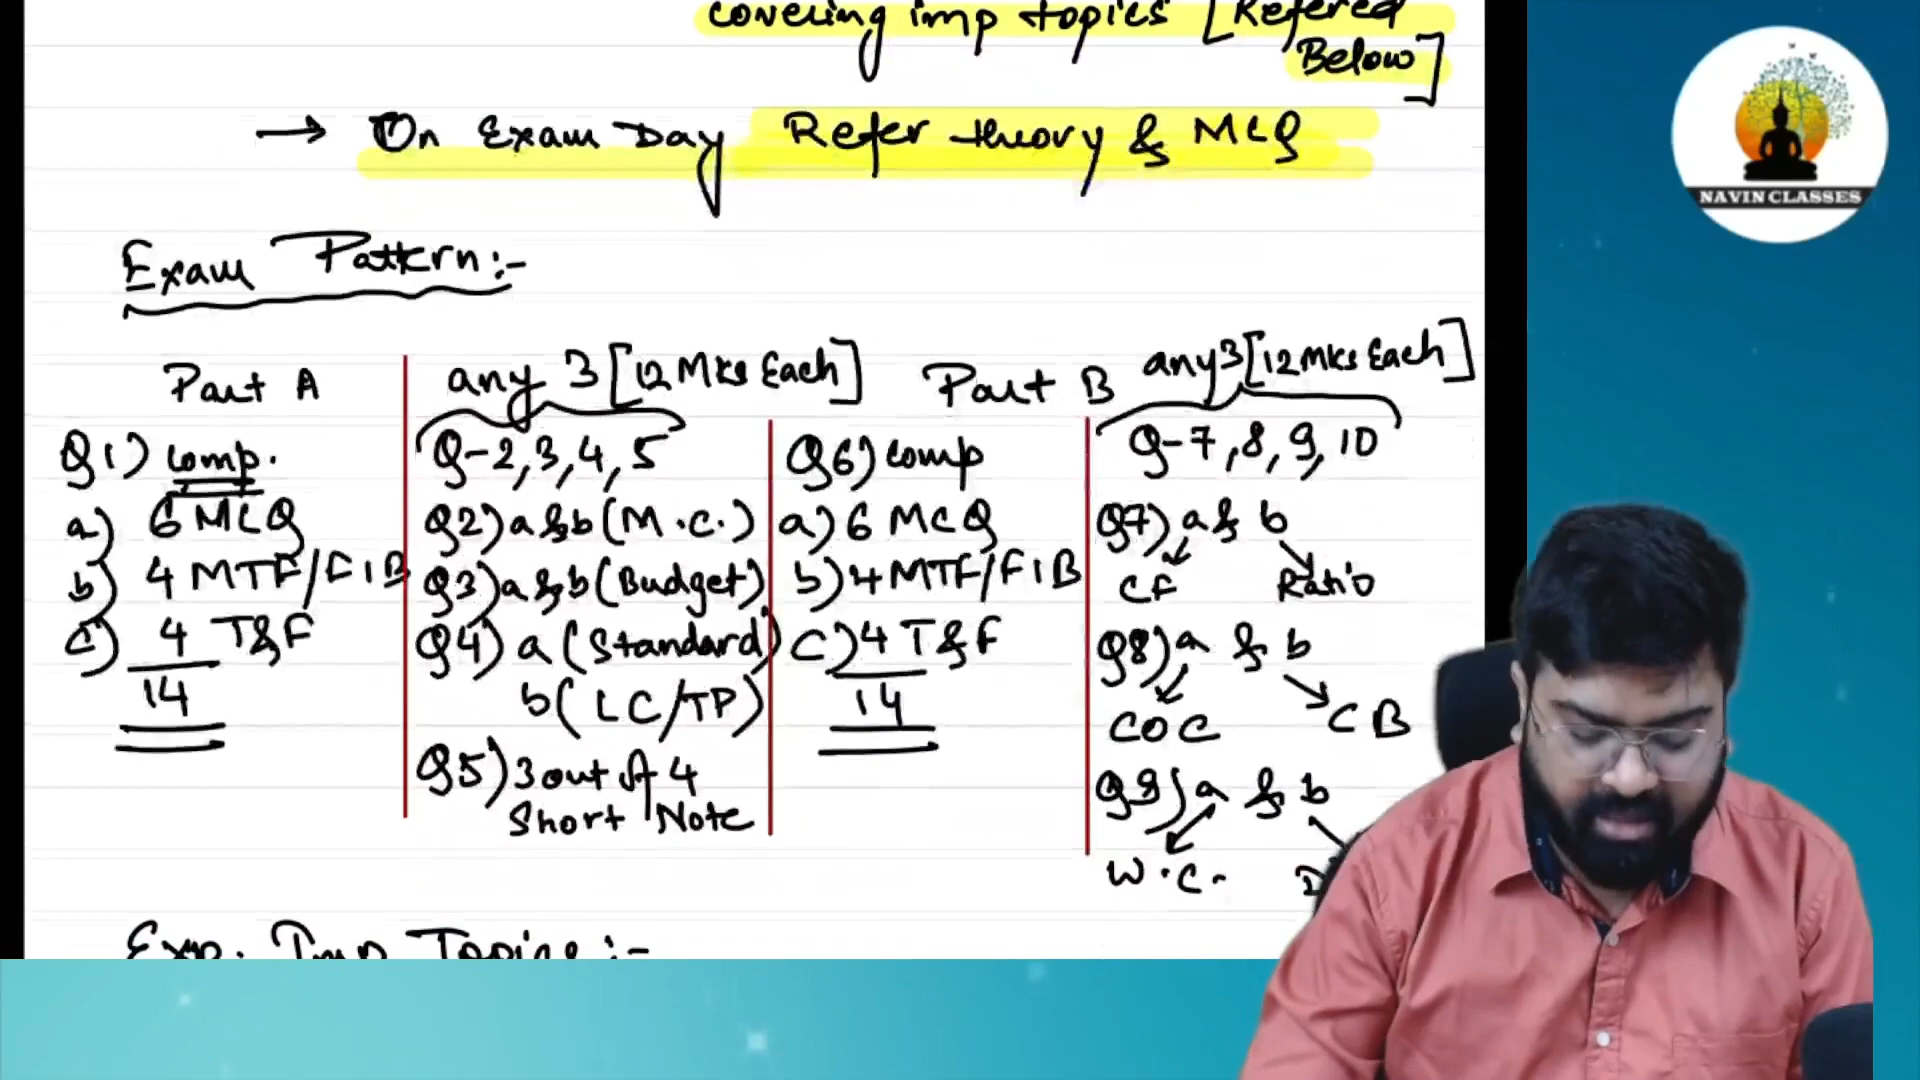 covering imp topics [Refered
Below]
→ On Exam Day Refer theory & MCQ
Exam Pattern:-
Part A
Q1) comp.
a) 6 MCQ
b) 4 MTF/FIB
c) 4 T&F
14
any 3 [12 Mks Each]
Q-2,3,4,5
Q2) a & b (M.C.)
Q3) a & b (Budget)
Q4) a (Standard)
b (LC/TP)
Q5) 3 out of 4
Short Note
Part B
Q6) comp
a) 6 MCQ
b) 4 MTF/FIB
c) 4 T&F
14
any 3 [12 Mks Each]
Q-7,8,9,10
Q7) a & b
CF Ratio
Q8) a & b
COC CB
Q9) a & b
W.C.
Exp. Imp Topics:-
NAVIN CLASSES